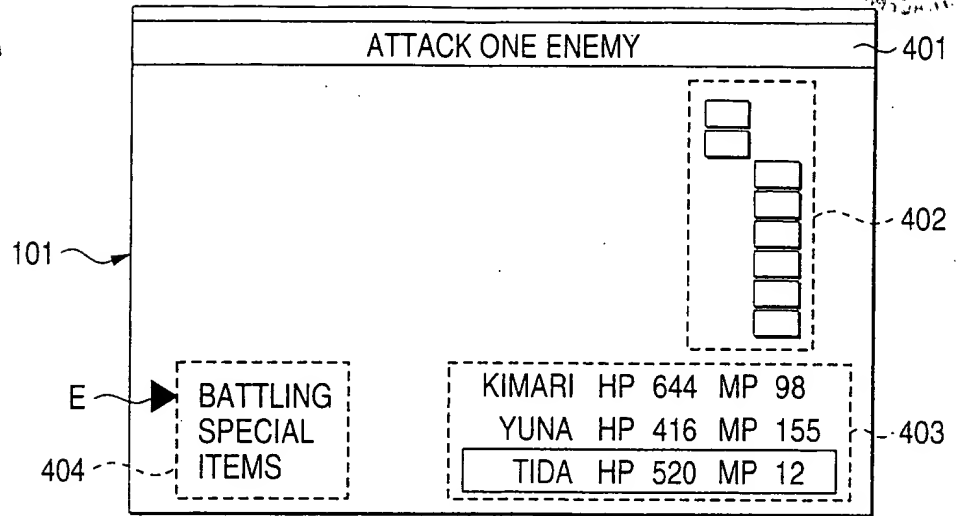 ATTACK ONE ENEMY
401
402
101
E
BATTLING
SPECIAL
ITEMS
404
KIMARI HP 644 MP 98
YUNA HP 416 MP 155
TIDA HP 520 MP 12
403